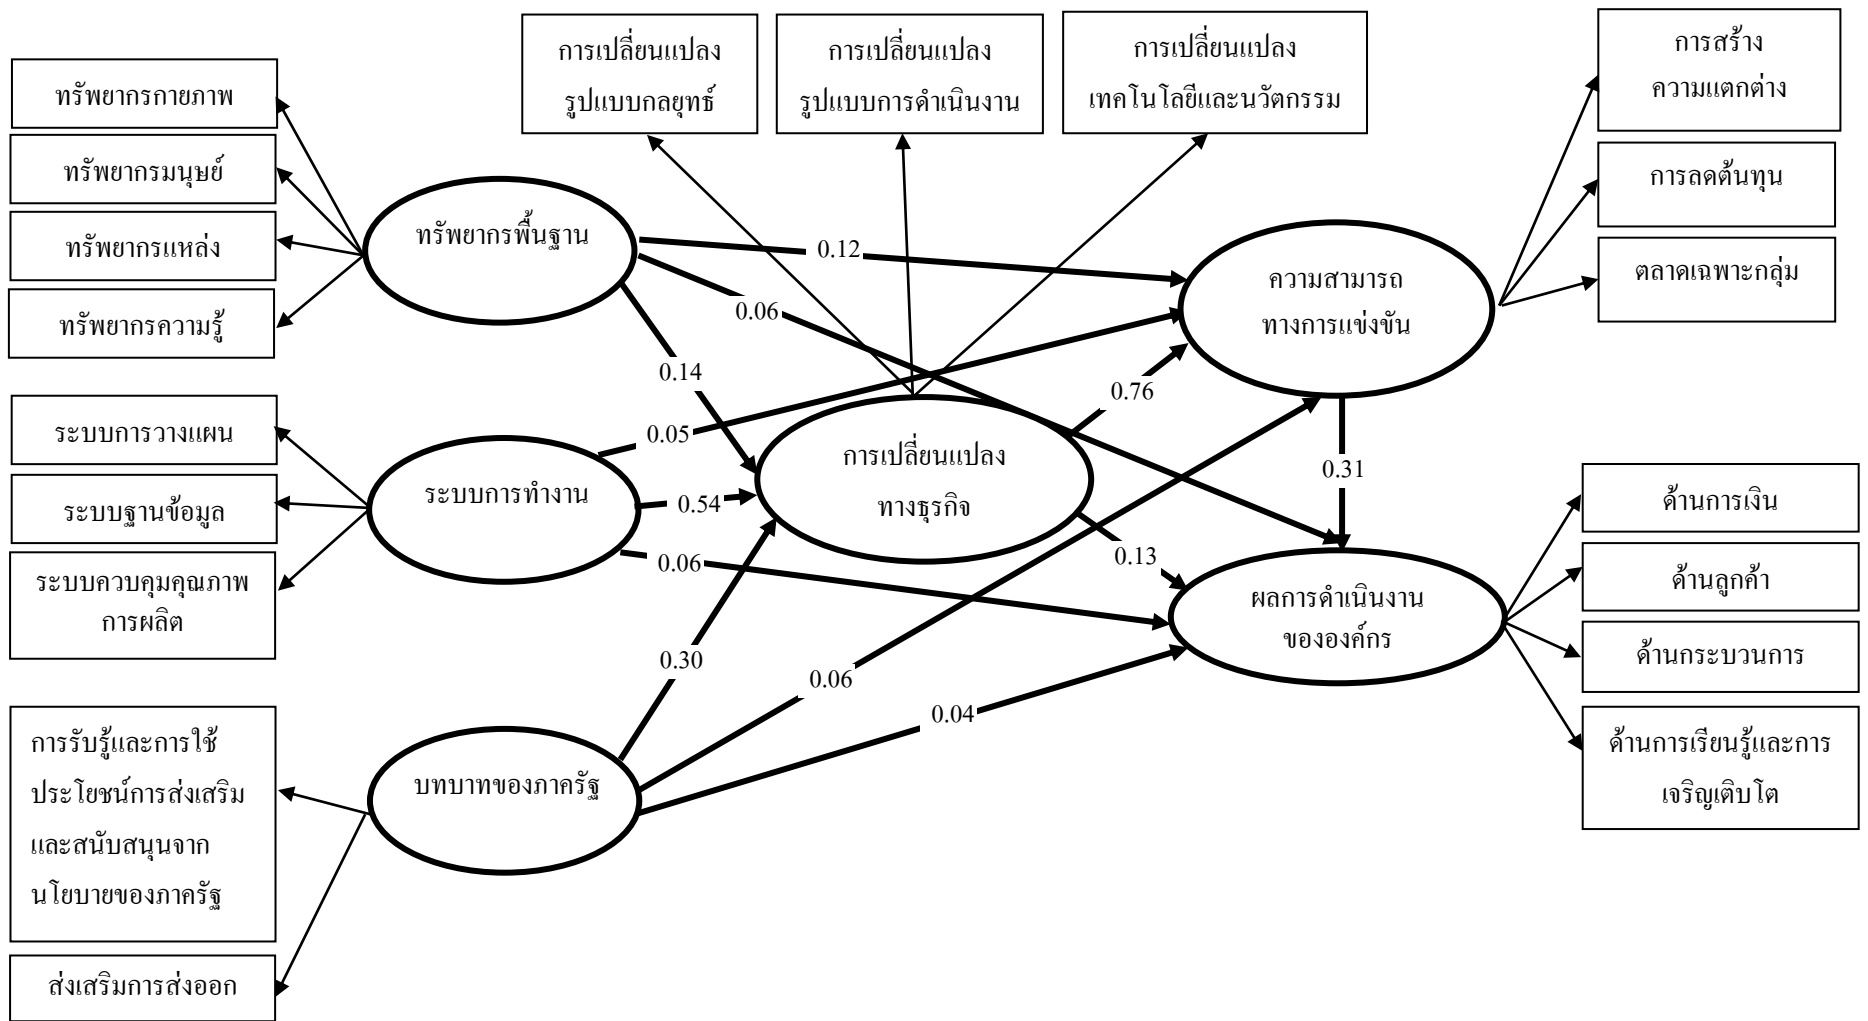 การเปลี่ยนแปลง
รูปแบบกลยุทธ์
การเปลี่ยนแปลง
รูปแบบการดำเนินงาน
การเปลี่ยนแปลง
เทคโนโลยีและนวัตกรรม
การสร้าง
ความแตกต่าง
การลดต้นทุน
ตลาดเฉพาะกลุ่ม
ทรัพยากรกายภาพ
ทรัพยากรมนุษย์
ทรัพยากรแหล่ง
ทรัพยากรความรู้
ทรัพยากรพื้นฐาน
0.12
0.06
0.14
ความสามารถ
ทางการแข่งขัน
0.76
0.05
0.31
ระบบการวางแผน
ระบบฐานข้อมูล
ระบบควบคุมคุณภาพ
การผลิต
ระบบการทำงาน
0.54
การเปลี่ยนแปลง
ทางธุรกิจ
0.06
0.13
ผลการดำเนินงาน
ขององค์กร
ด้านการเงิน
ด้านลูกค้า
ด้านกระบวนการ
ด้านการเรียนรู้และการ
เจริญเติบโต
0.30
0.06
0.04
การรับรู้และการใช้
ประโยชน์การส่งเสริม
และสนับสนุนจาก
นโยบายของภาครัฐ
บทบาทของภาครัฐ
ส่งเสริมการส่งออก